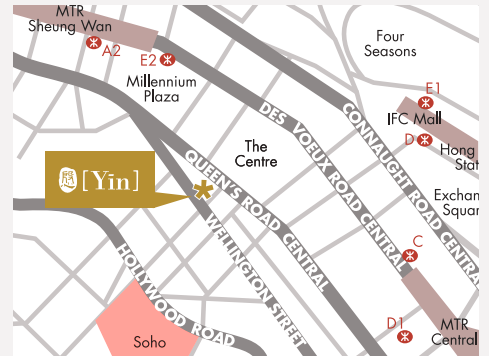 MTR
Sheung Wan
A2
E2
Millennium
Plaza
Four
Seasons
E1
IFC Mall
D
Hong
Stat
Exchan
Squar
The
Centre
[Yin]
DES VOEUX ROAD CENTRAL
CONNAUGHT ROAD CENTRAL
QUEEN'S ROAD CENTRAL
WELLINGTON STREET
HOLLYWOOD ROAD
C
D1
MTR
Central
Soho